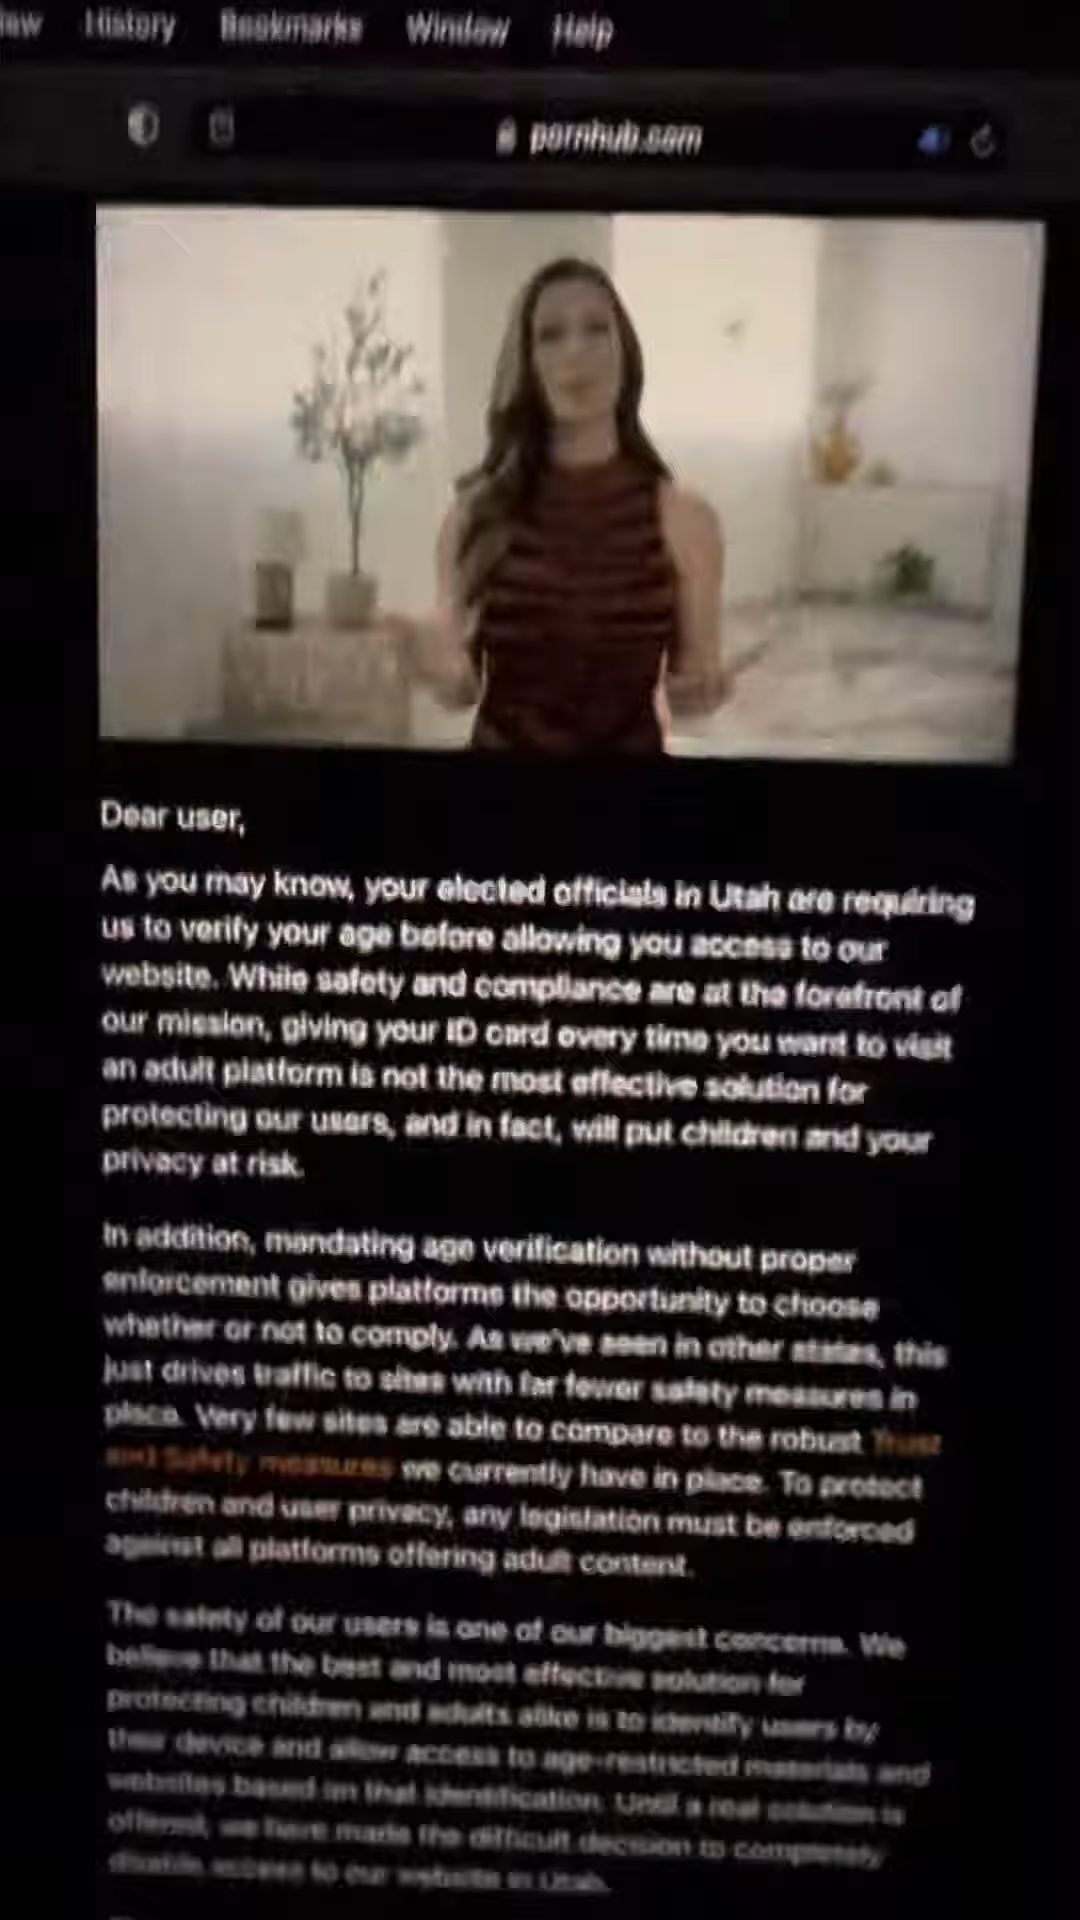 History Bookmarks Window Help
pornhub.com
Dear user,
As you may know, your elected officials in Utah are requiring
us to verify your age before allowing you access to our
website. While safety and compliance are at the forefront of
our mission, giving your ID card every time you want to visit
an adult platform is not the most effective solution for
protecting our users, and in fact, will put children and your
privacy at risk.
In addition, mandating age verification without proper
enforcement gives platforms the opportunity to choose
whether or not to comply. As we've seen in other states, this
just drives traffic to sites with far fewer safety measures in
place. Very few sites are able to compare to the robust Trust
and Safety measures we currently have in place. To protect
children and user privacy, any legislation must be enforced
against all platforms offering adult content.
The safety of our users is one of our biggest concerns. We
believe that the best and most effective solution for
protecting children and adults alike is to identify users by
their device and allow access to age-restricted materials and
websites based on that identification. Until a real solution is
offered, we have made the difficult decision to completely
disable access to our website in Utah.